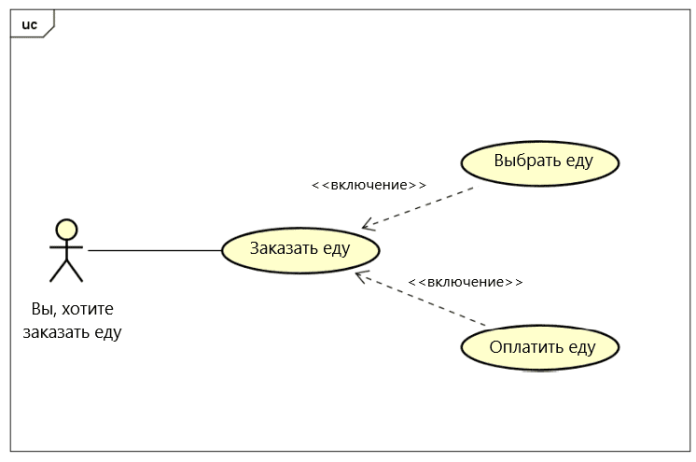 uc
Выбрать еду
<<включение>>
Заказать еду
<<включение>>
Вы, хотите
заказать еду
Оплатить еду